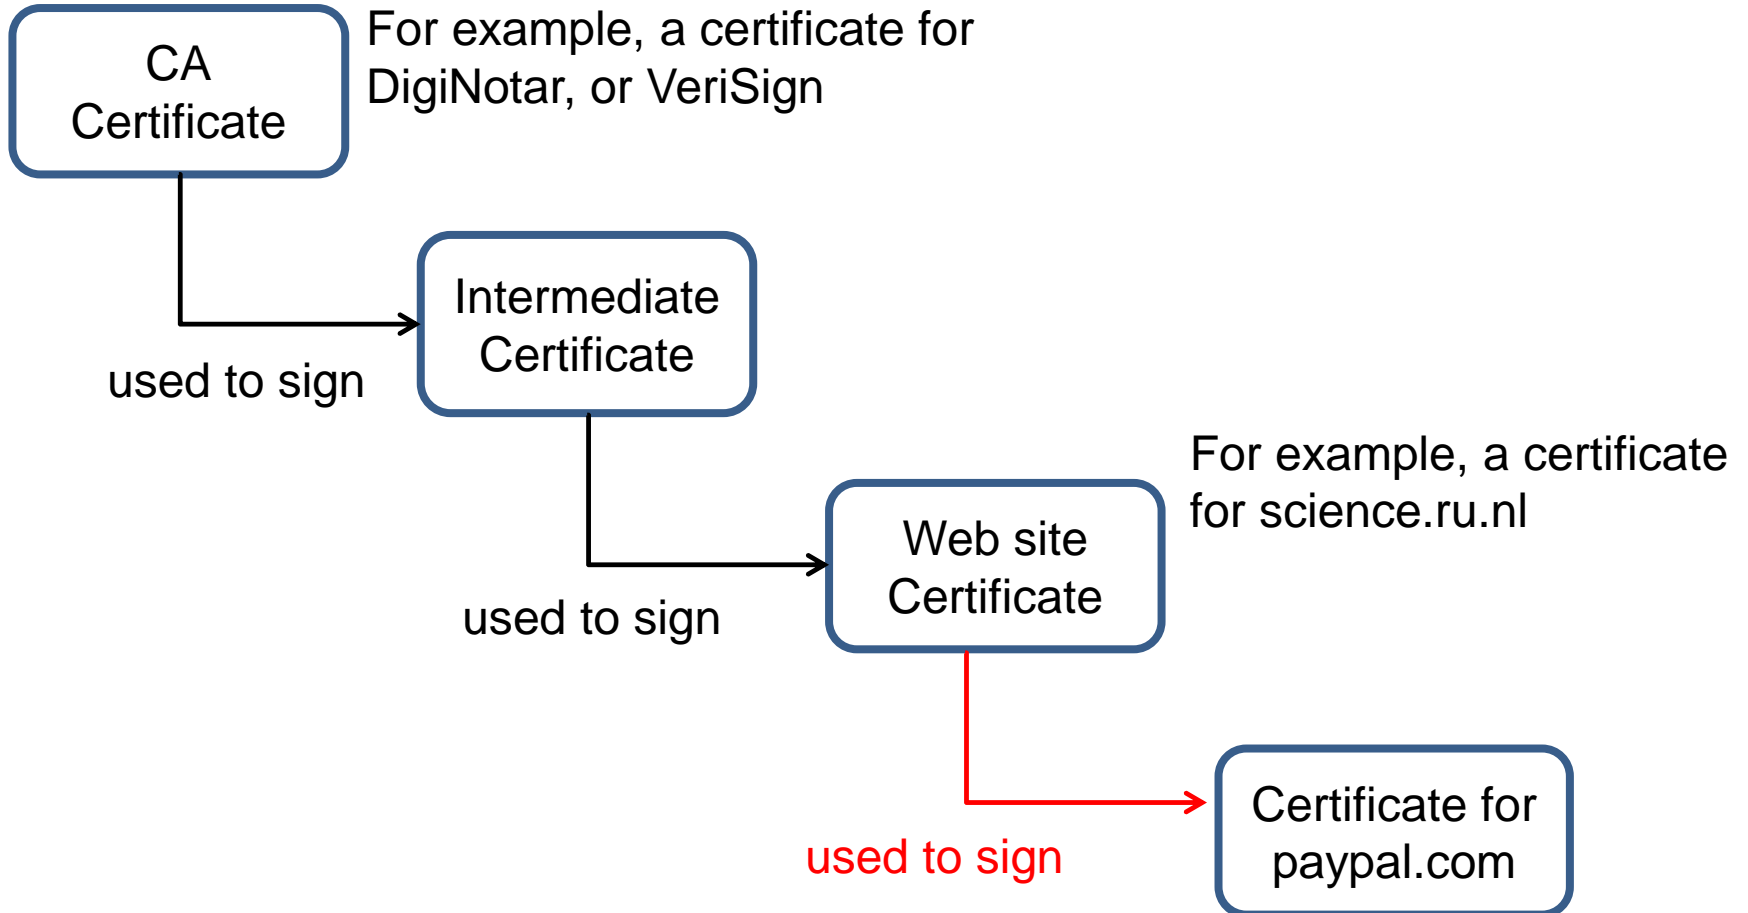 CA
Certificate
For example, a certificate for
DigiNotar, or VeriSign
Intermediate
Certificate
used to sign
For example, a certificate
for science.ru.nl
Web site
Certificate
used to sign
Certificate for
paypal.com
used to sign